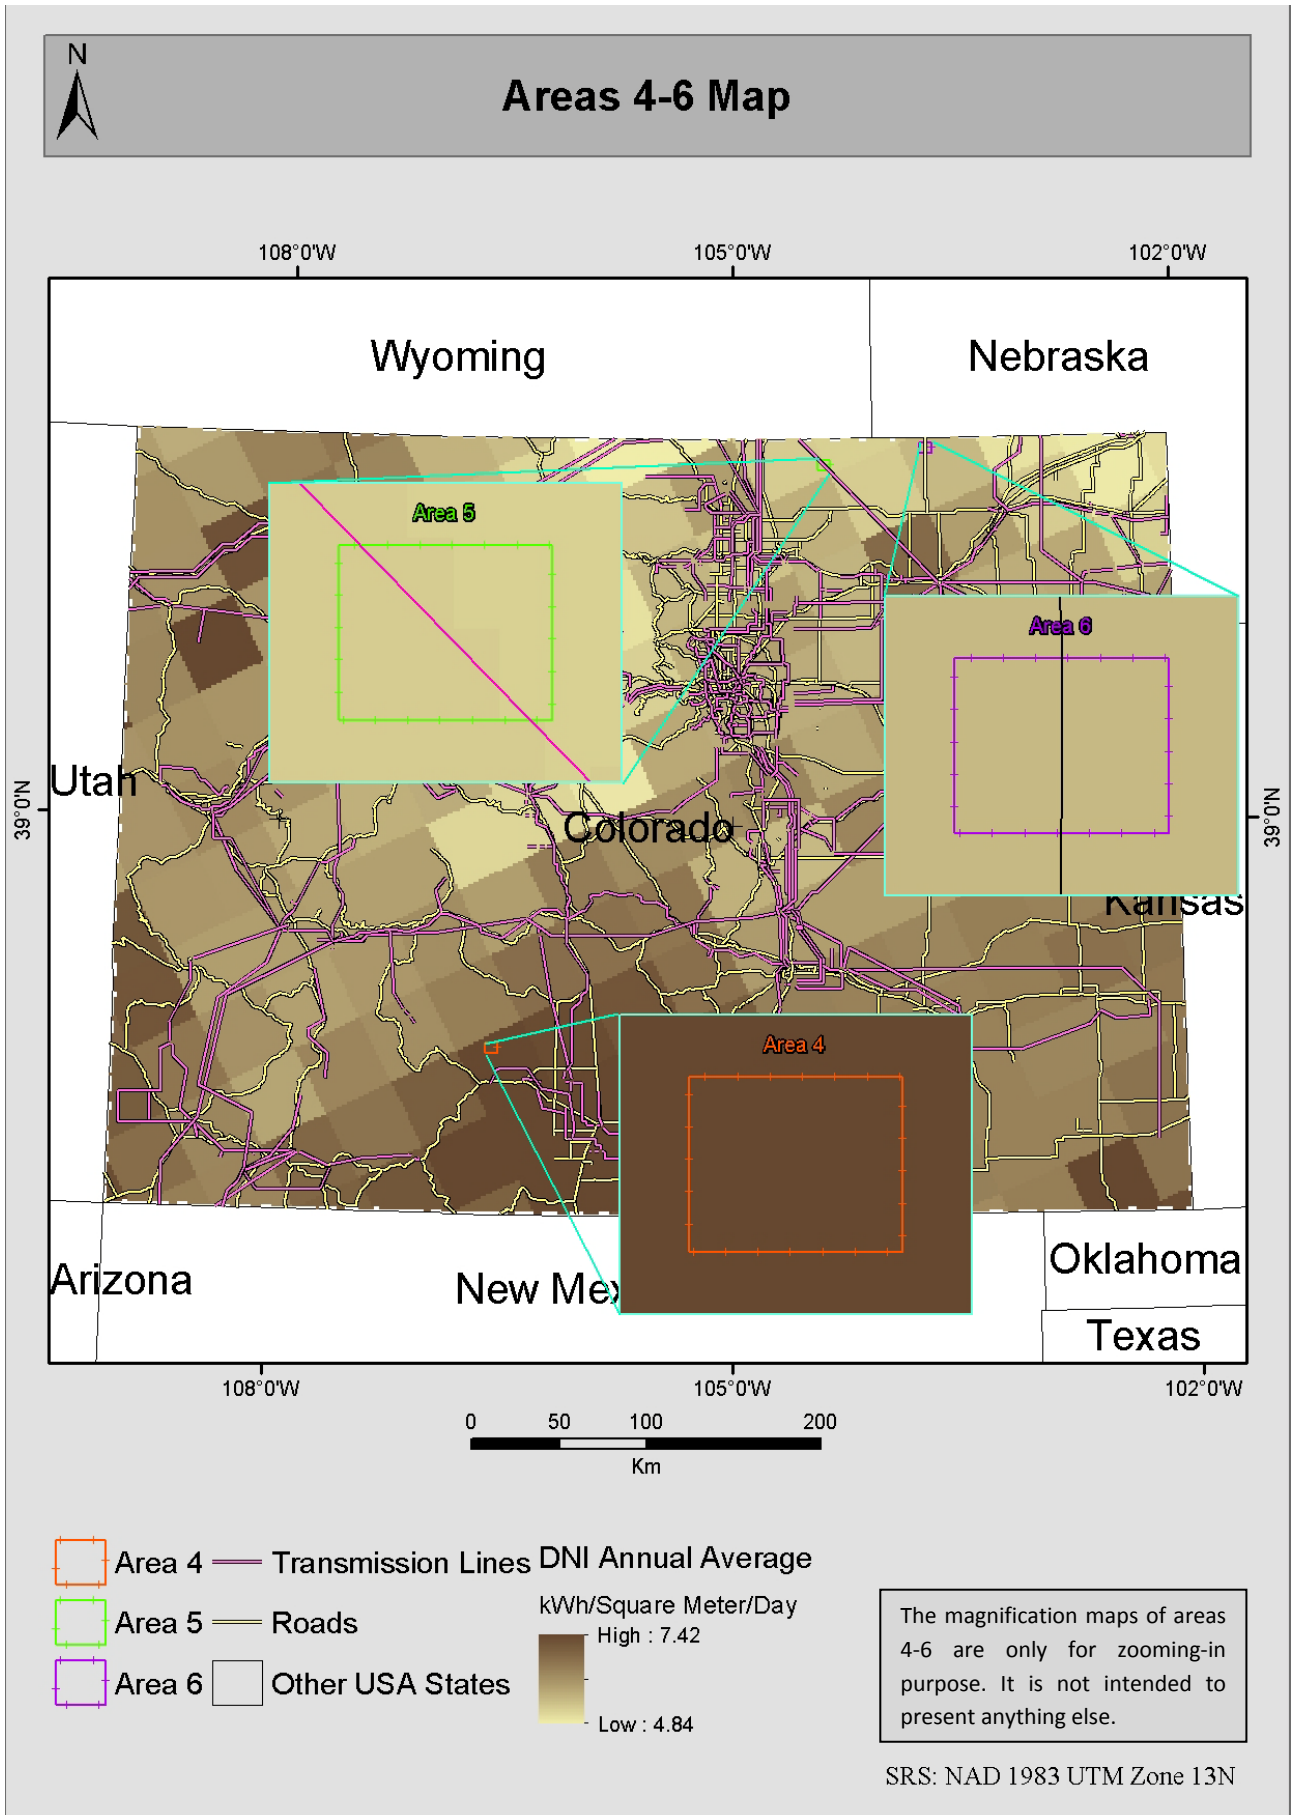 N
Areas 4-6 Map
108°0'W 105°0'W 102°0'W
Wyoming
Nebraska
Area 5
Area 6
Utah
39°0'N
39°0'N
Colorado
Kansas
Area 4
Arizona
New Mex
Oklahoma
Texas
108°0'W 105°0'W 102°0'W
0 50 100 200
Km
Area 4 Transmission Lines
Area 5 Roads
Area 6 Other USA States
DNI Annual Average
kWh/Square Meter/Day
High : 7.42
Low : 4.84
The magnification maps of areas
4-6 are only for zooming-in
purpose. It is not intended to
present anything else.
SRS: NAD 1983 UTM Zone 13N